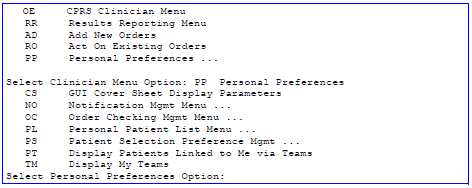 OE CPRS Clinician Menu
RR Results Reporting Menu
AD Add New Orders
RO Act On Existing Orders
PP Personal Preferences ...
Select Clinician Menu Option: PP Personal Preferences
CS GUI Cover Sheet Display Parameters
NO Notification Mgmt Menu ...
OC Order Checking Mgmt Menu ...
PL Personal Patient List Menu ...
PS Patient Selection Preference Mgmt ...
PT Display Patients Linked to Me via Teams
TM Display My Teams
Select Personal Preferences Option: